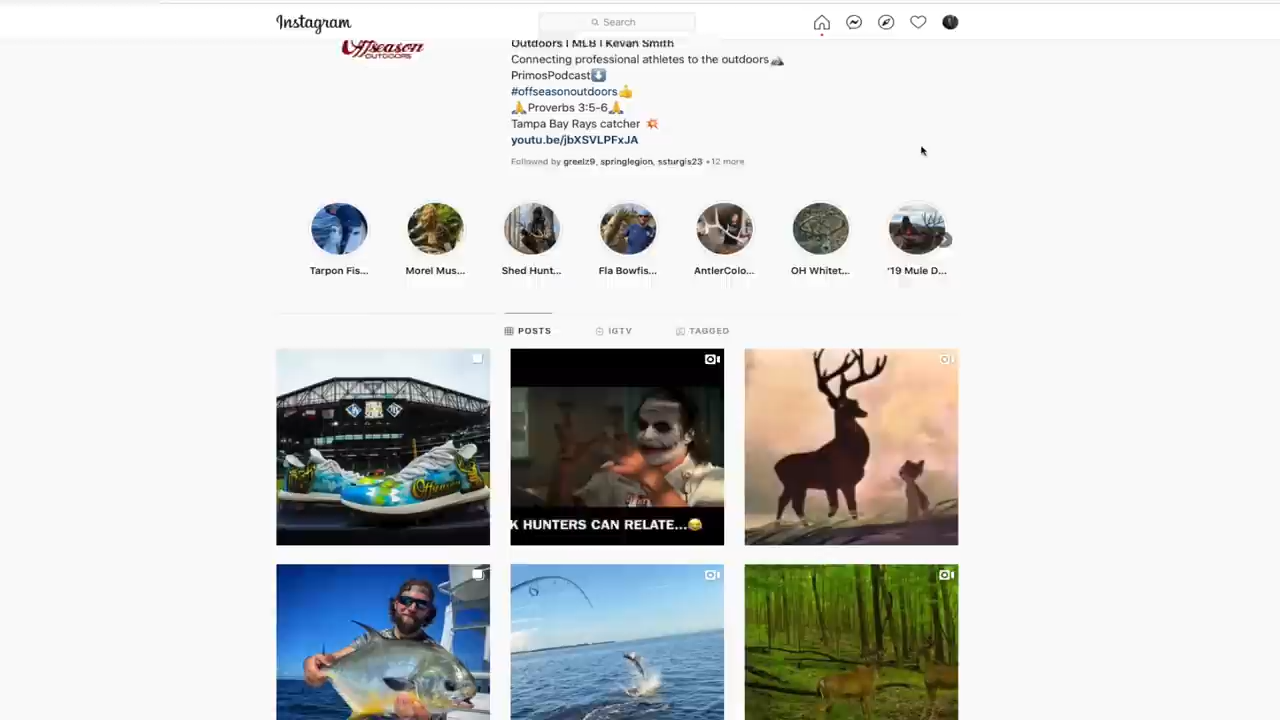 Instagram
Search
Offseason
OUTDOORS
Outdoors | MLB | Kevan Smith
Connecting professional athletes to the outdoors
PrimosPodcast
#offseasonoutdoors
Proverbs 3:5-6
Tampa Bay Rays catcher
youtu.be/jbXSVLPFxJA
Followed by greelz9, springlegion, ssturgis23 +12 more
Tarpon Fis... Morel Mus... Shed Hunt... Fla Bowfis... AntlerColo... OH Whitet... '19 Mule D...
POSTS IGTV TAGGED
Offseason
K HUNTERS CAN RELATE...